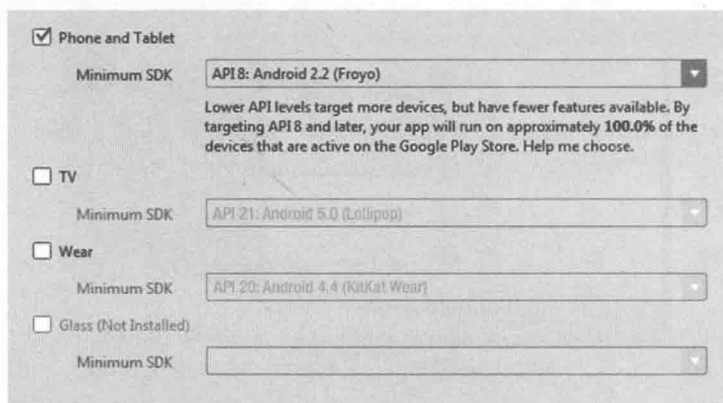 Phone and Tablet
Minimum SDK API 8: Android 2.2 (Froyo)
Lower API levels target more devices, but have fewer features available. By
targeting API 8 and later, your app will run on approximately 100.0% of the
devices that are active on the Google Play Store. Help me choose.
TV
Minimum SDK API 21: Android 5.0 (Lollipop)
Wear
Minimum SDK API 20: Android 4.4 (KitKat Wear)
Glass (Not Installed)
Minimum SDK